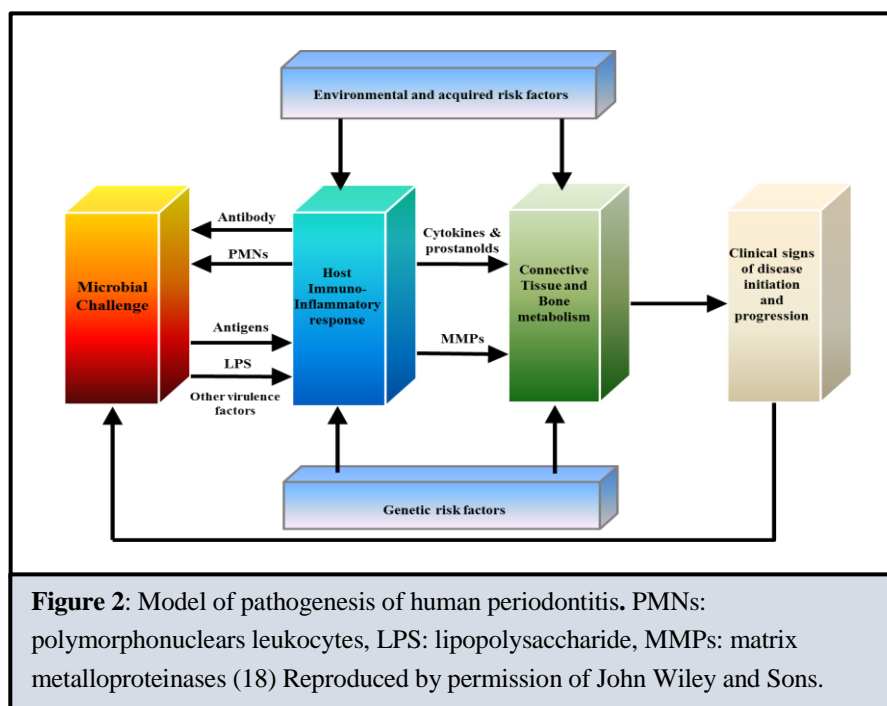 Environmental and acquired risk factors
Microbial
Challenge
Antibody
PMNs
Antigens
LPS
Other virulence
factors
Host
Immuno-
Inflammatory
response
Cytokines &
prostanolds
MMPs
Connective
Tissue and
Bone
metabolism
Clinical signs
of disease
initiation
and
progression
Genetic risk factors
Figure 2: Model of pathogenesis of human periodontitis. PMNs:
polymorphonuclears leukocytes, LPS: lipopolysaccharide, MMPs: matrix
metalloproteinases (18) Reproduced by permission of John Wiley and Sons.